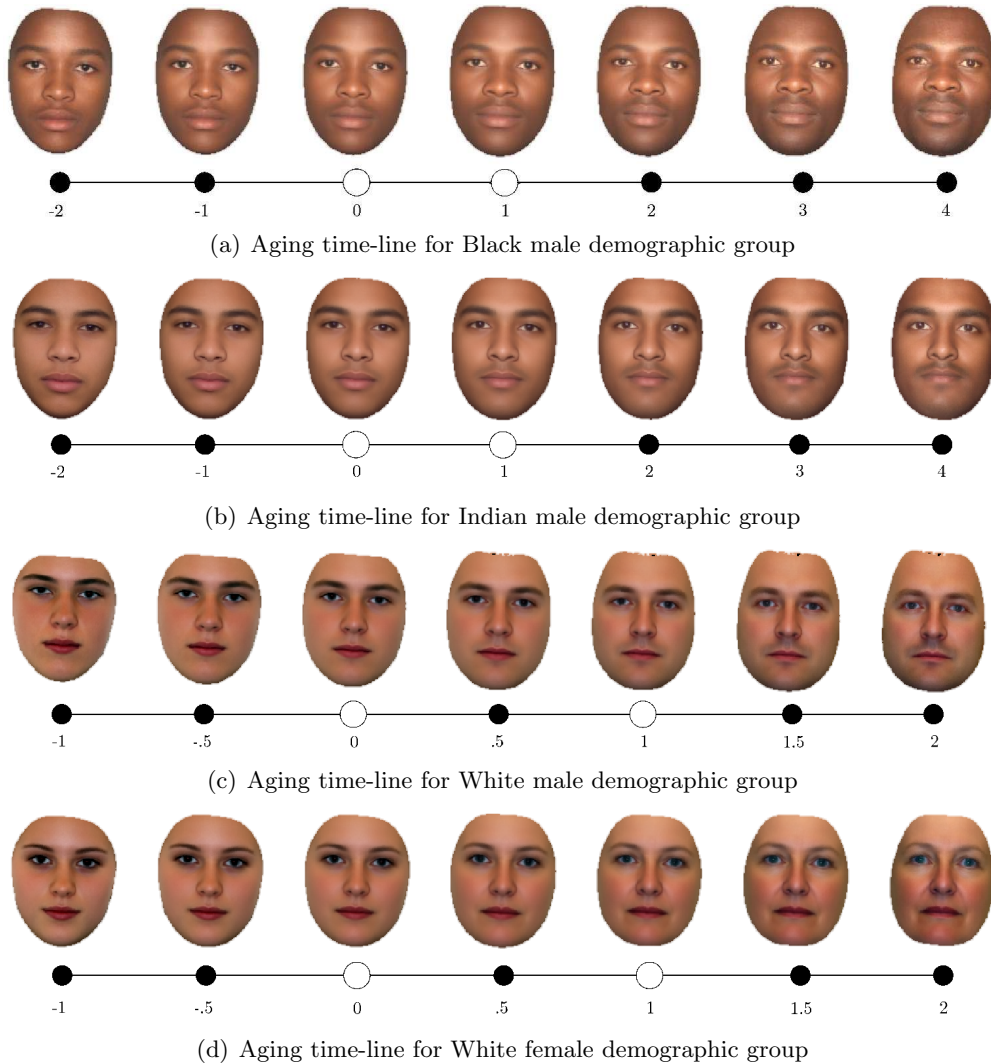 -2 -1 0 1 2 3 4
(a) Aging time-line for Black male demographic group
-2 -1 0 1 2 3 4
(b) Aging time-line for Indian male demographic group
-1 -.5 0 .5 1 1.5 2
(c) Aging time-line for White male demographic group
-1 -.5 0 .5 1 1.5 2
(d) Aging time-line for White female demographic group